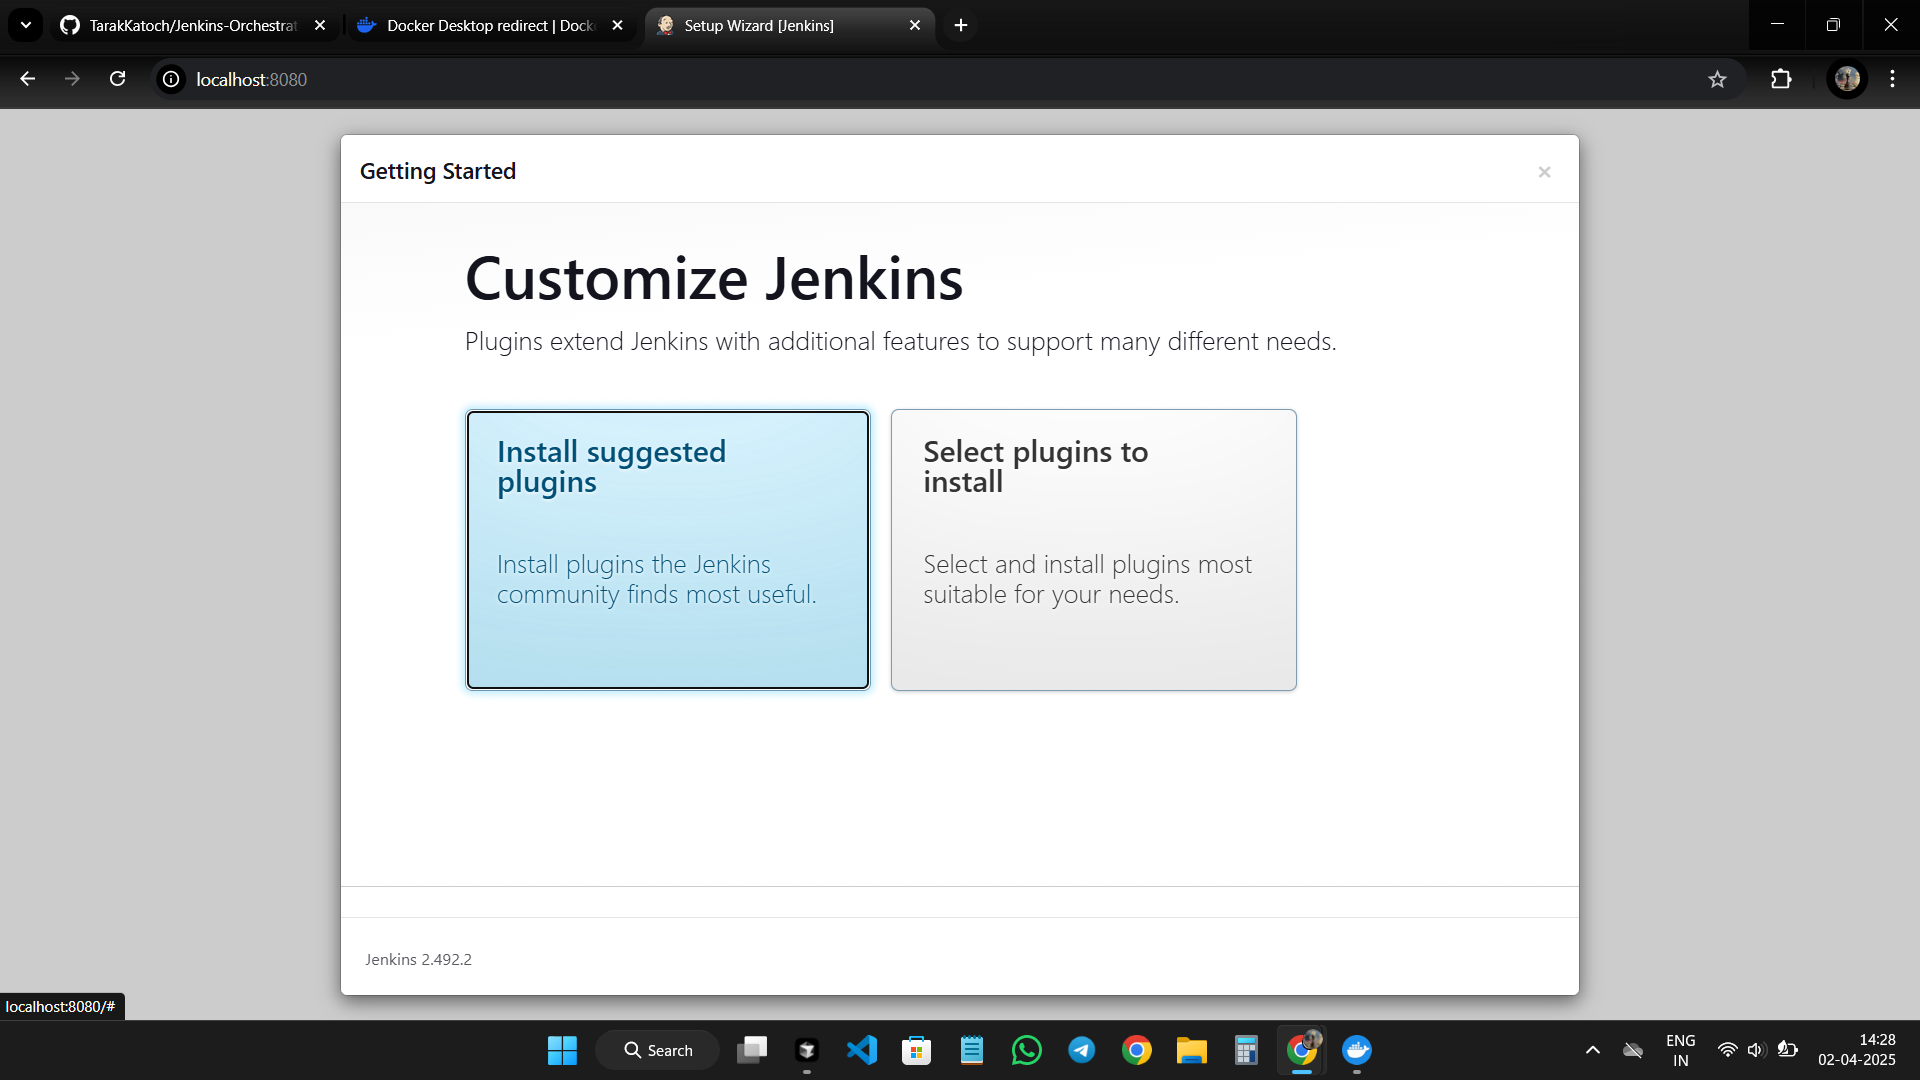 TarakKatoch/Jenkins-Orchestrat
Docker Desktop redirect | Dock
Setup Wizard [Jenkins]
localhost:8080
Getting Started
Customize Jenkins
Plugins extend Jenkins with additional features to support many different needs.
Install suggested
plugins
Install plugins the Jenkins
community finds most useful.
Select plugins to
install
Select and install plugins most
suitable for your needs.
Jenkins 2.492.2
localhost:8080/#
Search
ENG
IN
14:28
02-04-2025